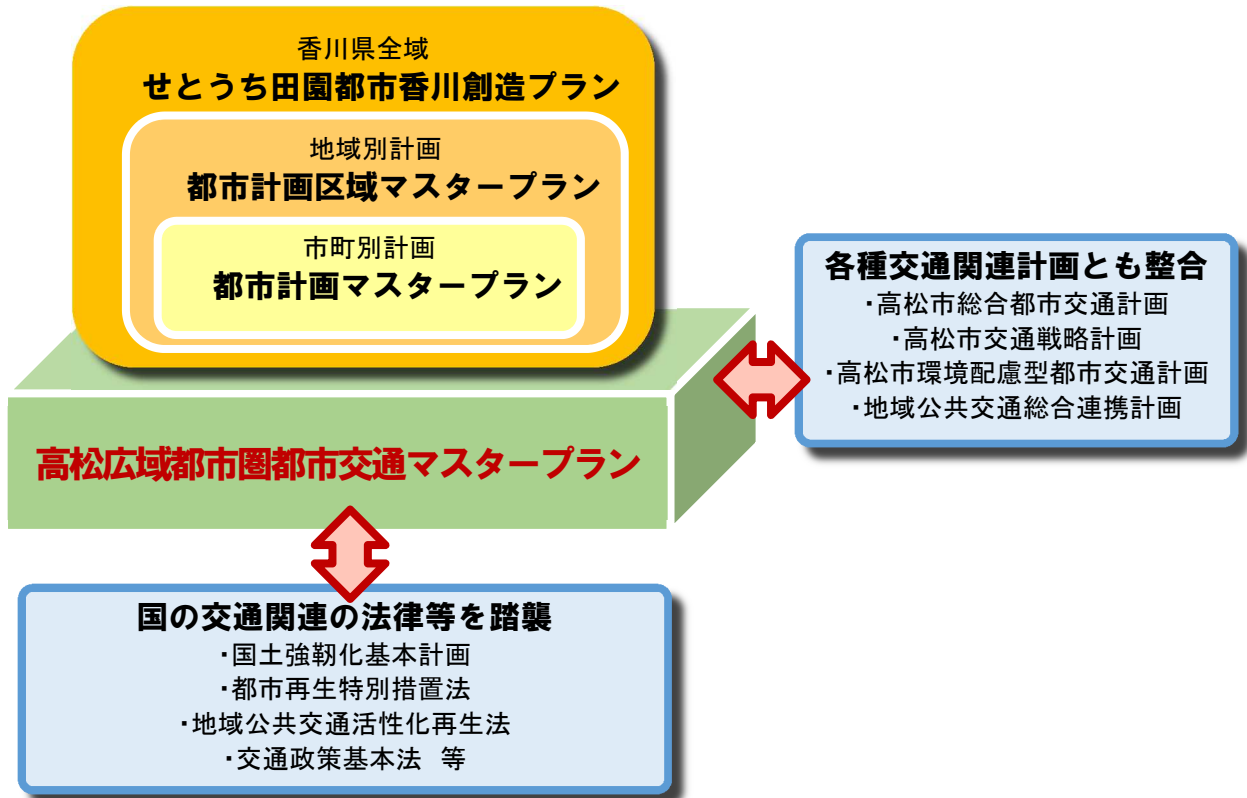 香川県全域
せとうち田園都市香川創造プラン
地域別計画
都市計画区域マスタープラン
市町別計画
都市計画マスタープラン
高松広域都市圏都市交通マスタープラン
各種交通関連計画とも整合
・高松市総合都市交通計画
・高松市交通戦略計画
・高松市環境配慮型都市交通計画
・地域公共交通総合連携計画
国の交通関連の法律等を踏襲
・国土強靭化基本計画
・都市再生特別措置法
・地域公共交通活性化再生法
・交通政策基本法 等